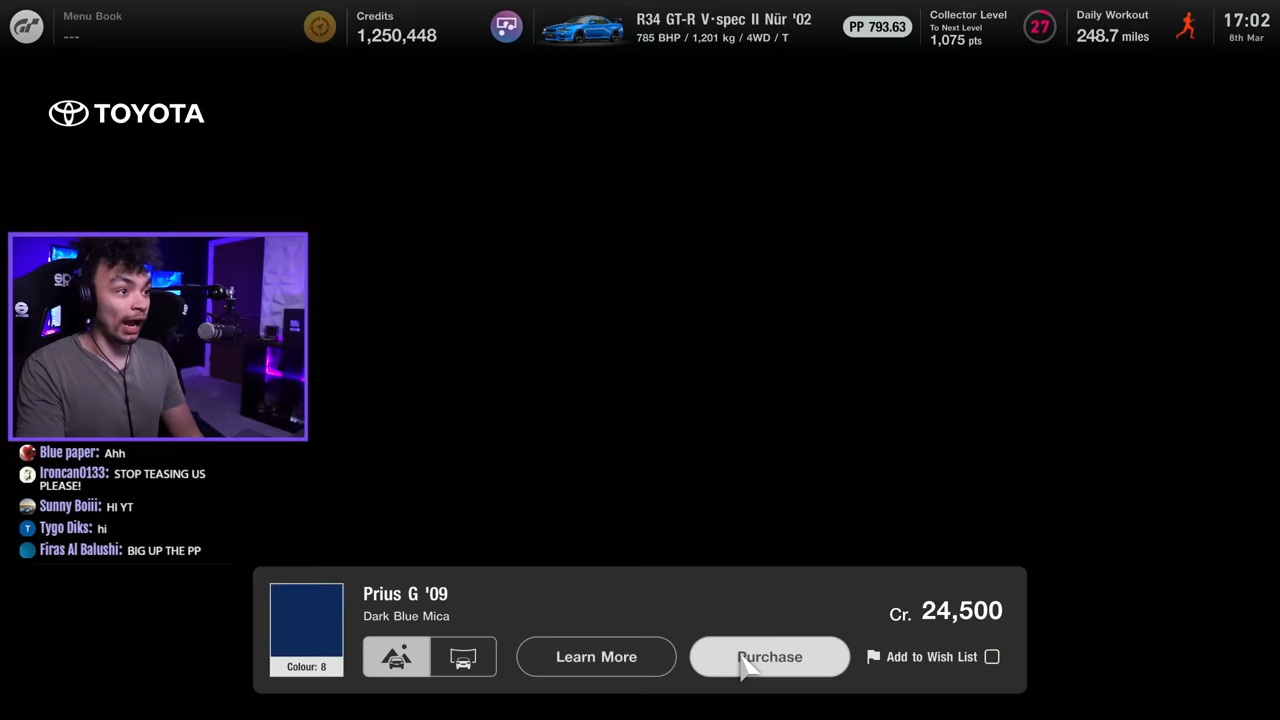 Menu Book
---
Credits
1,250,448
R34 GT-R V·spec II Nür '02
785 BHP / 1,201 kg / 4WD / T
PP 793.63
Collector Level
To Next Level
1,075 pts
27
Daily Workout
248.7 miles
17:02
8th Mar
TOYOTA
Blue paper: Ahh
Ironcan0133: STOP TEASING US
PLEASE!
Sunny Boiii: HI YT
T Tygo Diks: hi
Firas Al Balushi: BIG UP THE PP
Prius G '09
Dark Blue Mica
Cr. 24,500
Colour: 8
Learn More
Purchase
Add to Wish List